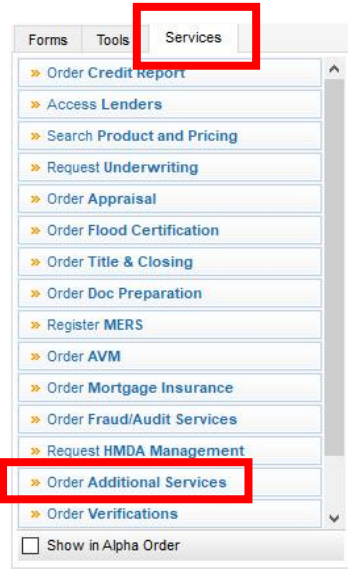 Forms Tools Services
» Order Credit Report
» Access Lenders
» Search Product and Pricing
» Request Underwriting
» Order Appraisal
» Order Flood Certification
» Order Title & Closing
» Order Doc Preparation
» Register MERS
» Order AVM
» Order Mortgage Insurance
» Order Fraud/Audit Services
» Request HMDA Management
» Order Additional Services
» Order Verifications
Show in Alpha Order